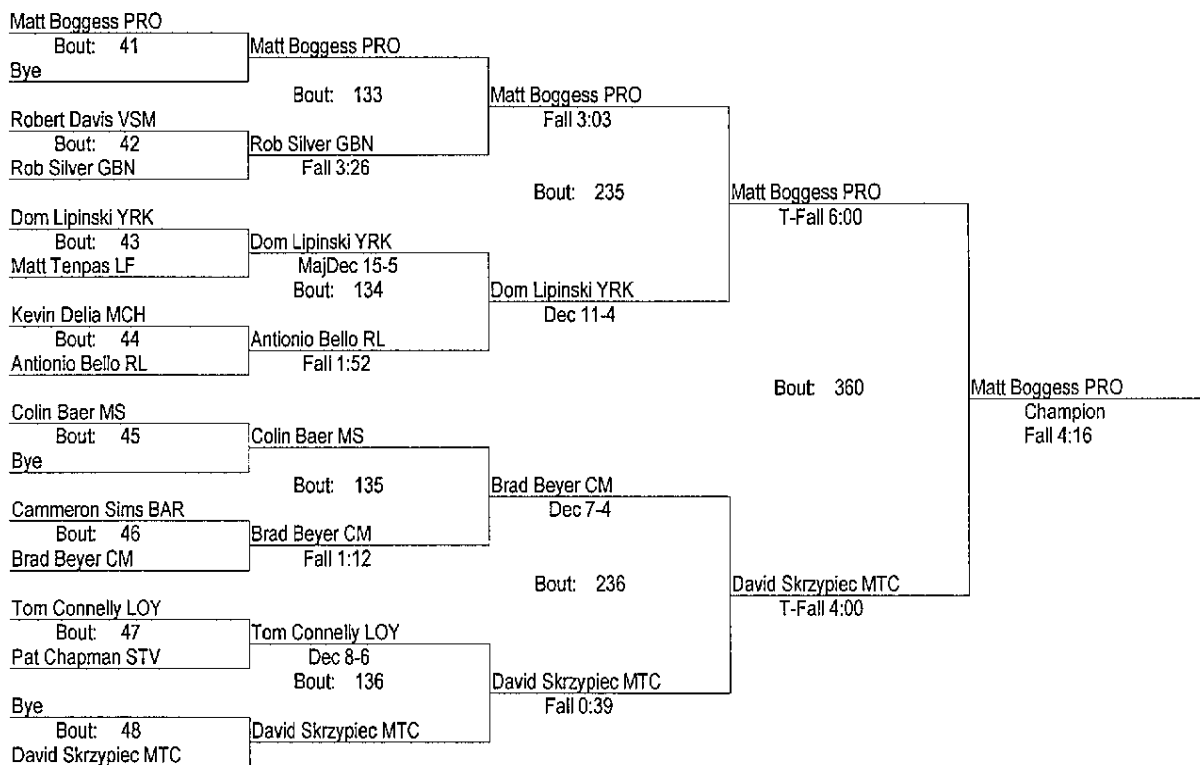 Matt Boggess PRO
Bout: 41
Bye
Robert Davis VSM
Bout: 42
Rob Silver GBN
Dom Lipinski YRK
Bout: 43
Matt Tenpas LF
Kevin Delia MCH
Bout: 44
Antionio Bello RL
Colin Baer MS
Bout: 45
Bye
Cammeron Sims BAR
Bout: 46
Brad Beyer CM
Tom Connelly LOY
Bout: 47
Pat Chapman STV
Bye
Bout: 48
David Skrzypiec MTC
Matt Boggess PRO
Bout: 133
Rob Silver GBN
Fall 3:26
Dom Lipinski YRK
MajDec 15-5
Bout: 134
Antionio Bello RL
Fall 1:52
Colin Baer MS
Bout: 135
Brad Beyer CM
Fall 1:12
Tom Connelly LOY
Dec 8-6
Bout: 136
David Skrzypiec MTC
Matt Boggess PRO
Fall 3:03
Bout: 235
Dom Lipinski YRK
Dec 11-4
Brad Beyer CM
Dec 7-4
Bout: 236
David Skrzypiec MTC
Fall 0:39
Matt Boggess PRO
T-Fall 6:00
Bout: 360
David Skrzypiec MTC
T-Fall 4:00
Matt Boggess PRO
Champion
Fall 4:16